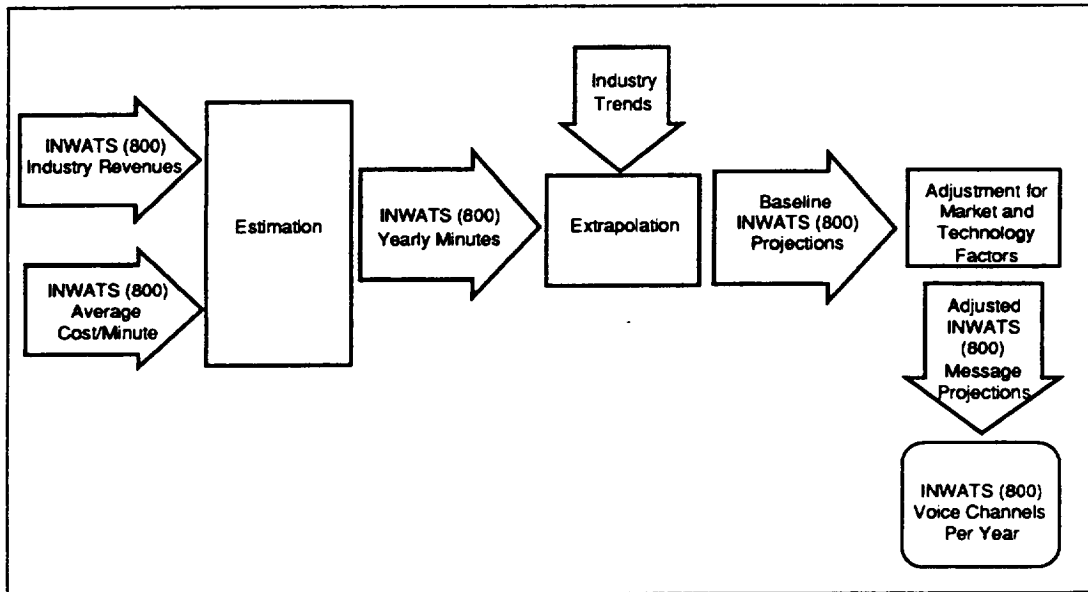 INWATS (800)
Industry Revenues
INWATS (800)
Average
Cost/Minute
Estimation
INWATS (800)
Yearly Minutes
Industry
Trends
Extrapolation
Baseline
INWATS (800)
Projections
Adjustment for
Market and
Technology
Factors
Adjusted
INWATS
(800)
Message
Projections
INWATS (800)
Voice Channels
Per Year